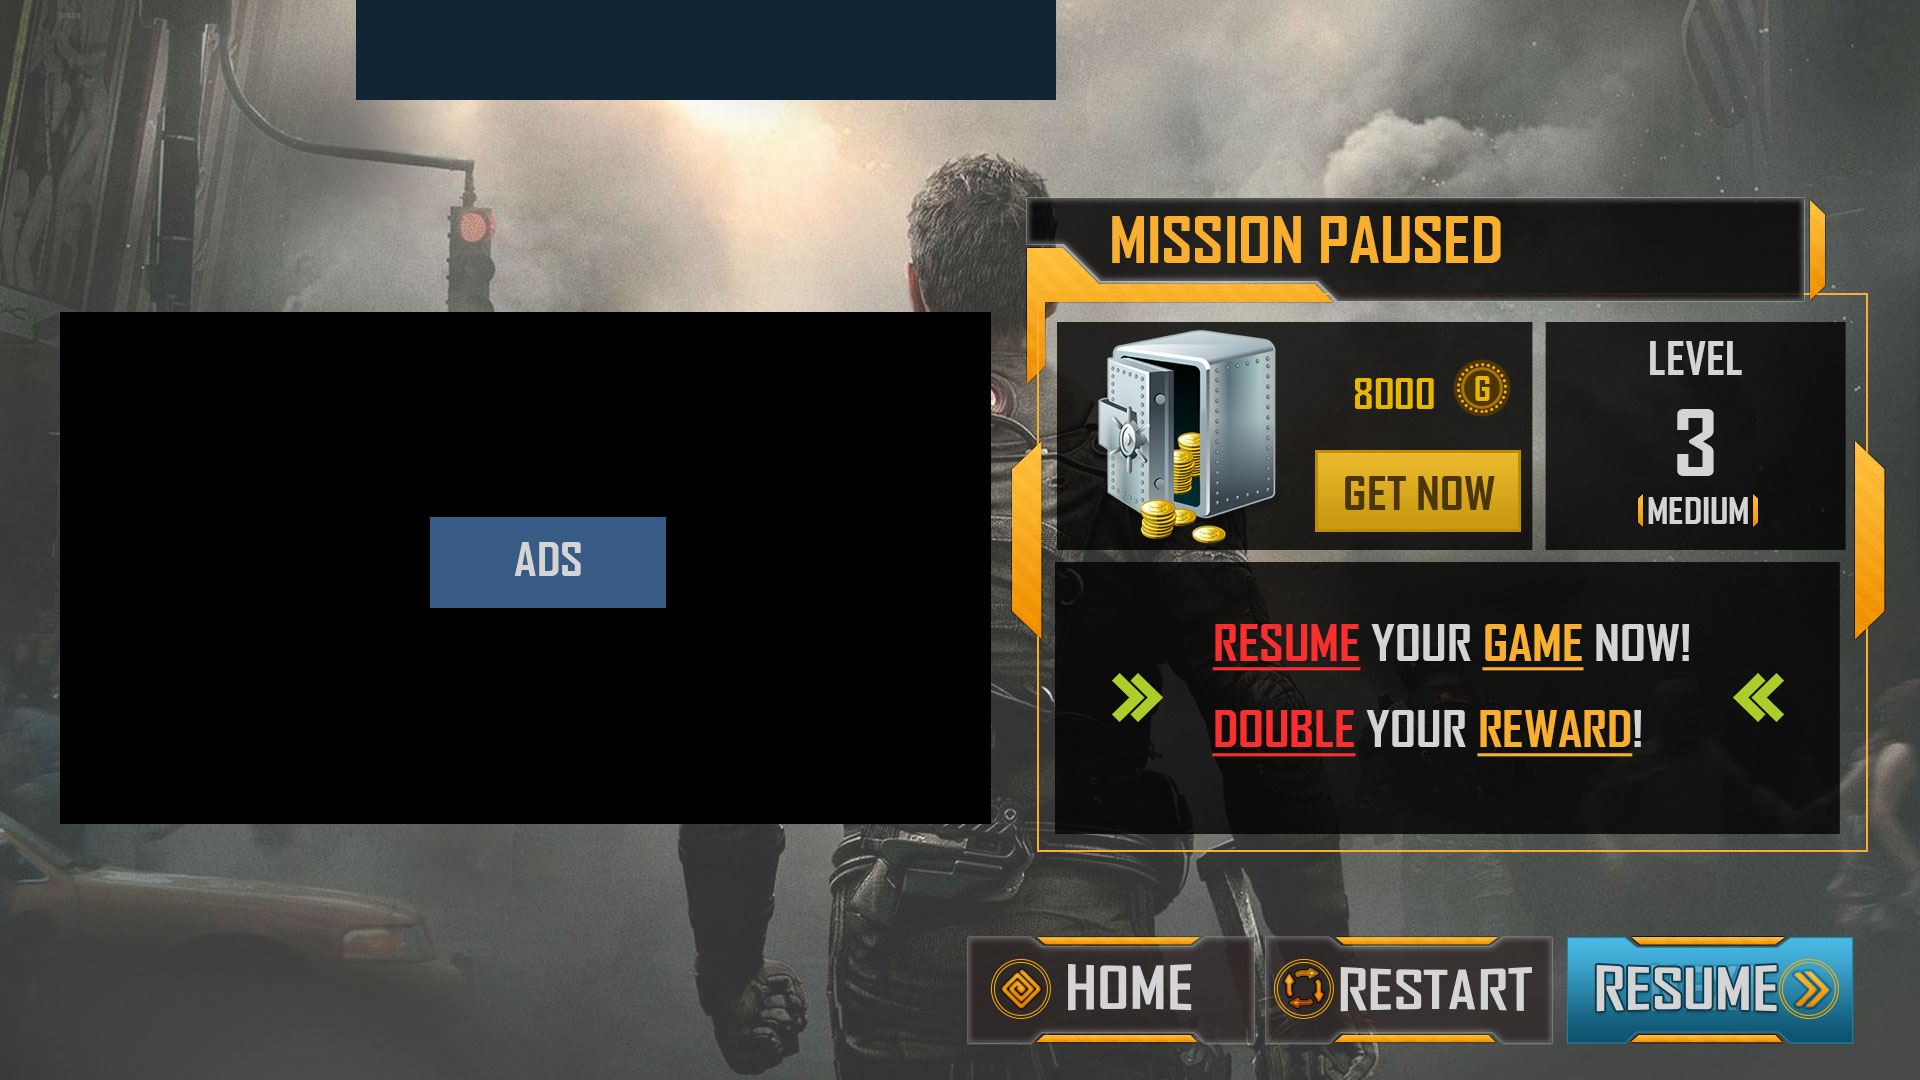 MISSION PAUSED
8000 G
GET NOW
LEVEL
3
MEDIUM
ADS
RESUME YOUR GAME NOW!
DOUBLE YOUR REWARD!
HOME
RESTART
RESUME